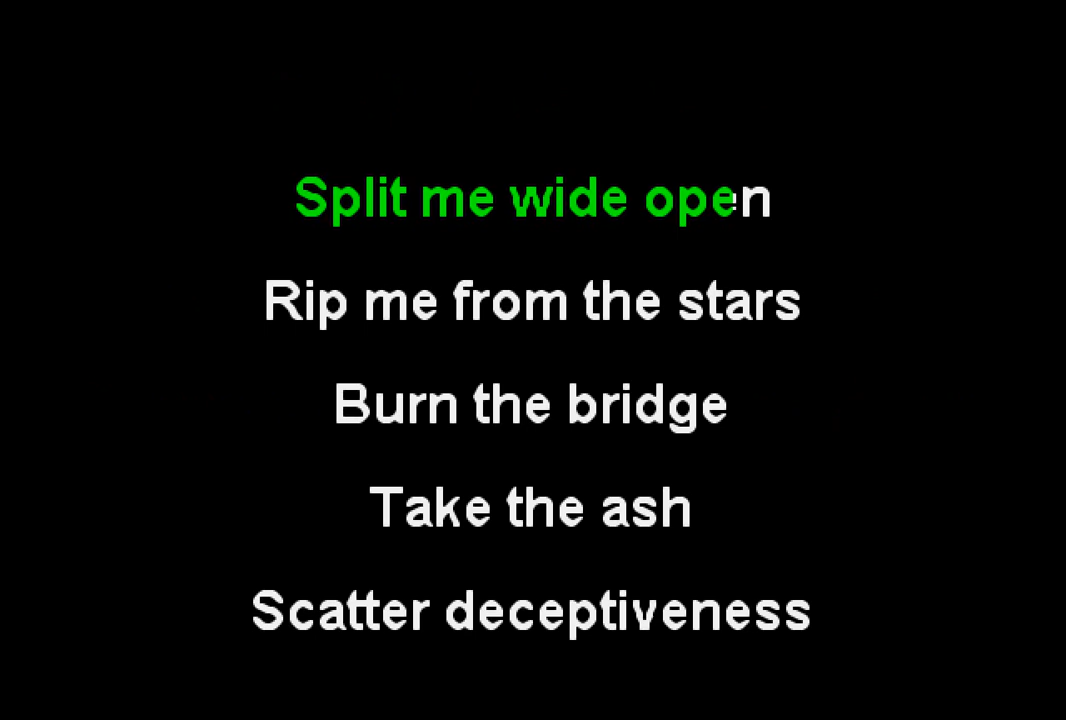 Split me wide open
Rip me from the stars
Burn the bridge
Take the ash
Scatter deceptiveness